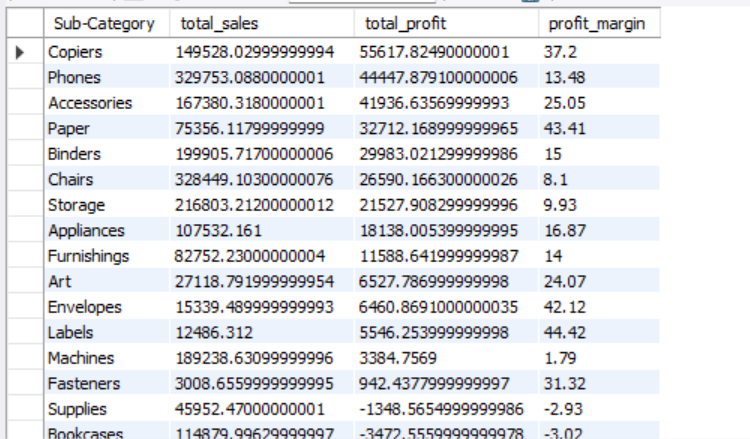 Sub-Category total_sales total_profit profit_margin
Copiers 149528.02999999994 55617.82490000001 37.2
Phones 329753.0880000001 44447.879100000006 13.48
Accessories 167380.3180000001 41936.63569999993 25.05
Paper 75356.11799999999 32712.168999999965 43.41
Binders 199905.71700000006 29983.021299999986 15
Chairs 328449.10300000076 26590.166300000026 8.1
Storage 216803.21200000012 21527.908299999996 9.93
Appliances 107532.161 18138.005399999995 16.87
Furnishings 82752.23000000004 11588.641999999987 14
Art 27118.791999999954 6527.786999999998 24.07
Envelopes 15339.489999999993 6460.8691000000035 42.12
Labels 12486.312 5546.253999999998 44.42
Machines 189238.63099999996 3384.7569 1.79
Fasteners 3008.6559999999995 942.4377999999997 31.32
Supplies 45952.47000000001 -1348.5654999999986 -2.93
Bookcases 114879.99629999997 -3472.5559999999978 -3.02